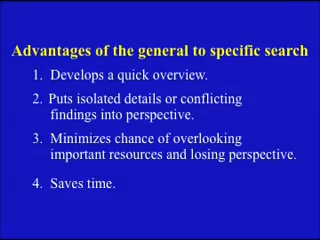 Advantages of the general to specific search
1. Develops a quick overview.
2. Puts isolated details or conflicting
findings into perspective.
3. Minimizes chance of overlooking
important resources and losing perspective.
4. Saves time.